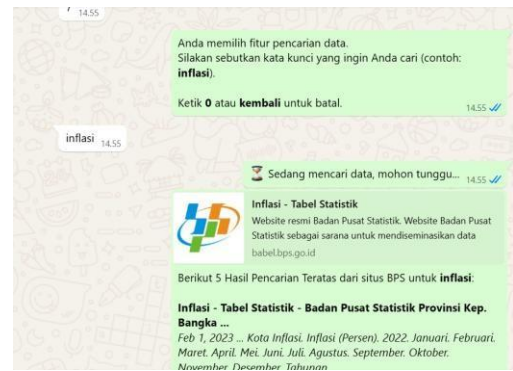 7 14.55
Anda memilih fitur pencarian data.
Silakan sebutkan kata kunci yang ingin Anda cari (contoh:
inflasi).
Ketik 0 atau kembali untuk batal.
14.55
inflasi 14.55
⏳ Sedang mencari data, mohon tunggu... 14.55
Inflasi - Tabel Statistik
Website resmi Badan Pusat Statistik. Website Badan Pusat
Statistik sebagai sarana untuk mendiseminasikan data
babel.bps.go.id
Berikut 5 Hasil Pencarian Teratas dari situs BPS untuk inflasi:
Inflasi - Tabel Statistik - Badan Pusat Statistik Provinsi Kep.
Bangka ...
Feb 1, 2023 ... Kota Inflasi. Inflasi (Persen). 2022. Januari. Februari.
Maret. April. Mei. Juni. Juli. Agustus. September. Oktober.
November. Desember. Tahunan.